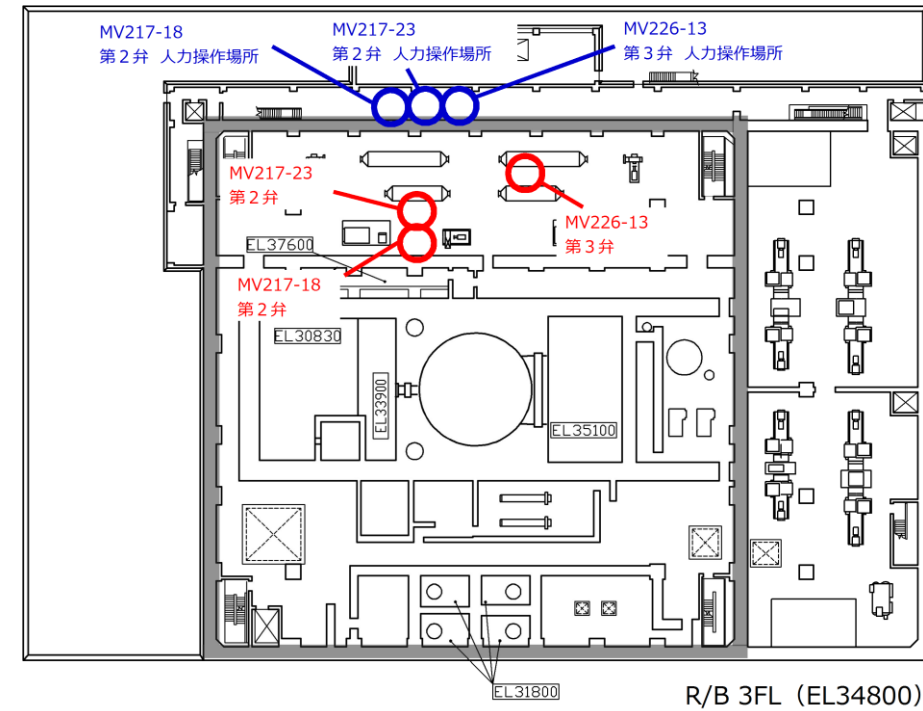 MV217-18
第２弁 人力操作場所
MV217-23
第２弁 人力操作場所
MV226-13
第３弁 人力操作場所
MV217-23
第２弁
MV226-13
第３弁
EL37600
MV217-18
第２弁
EL30830
EL33900
EL35100
EL31800
R/B 3FL（EL34800）